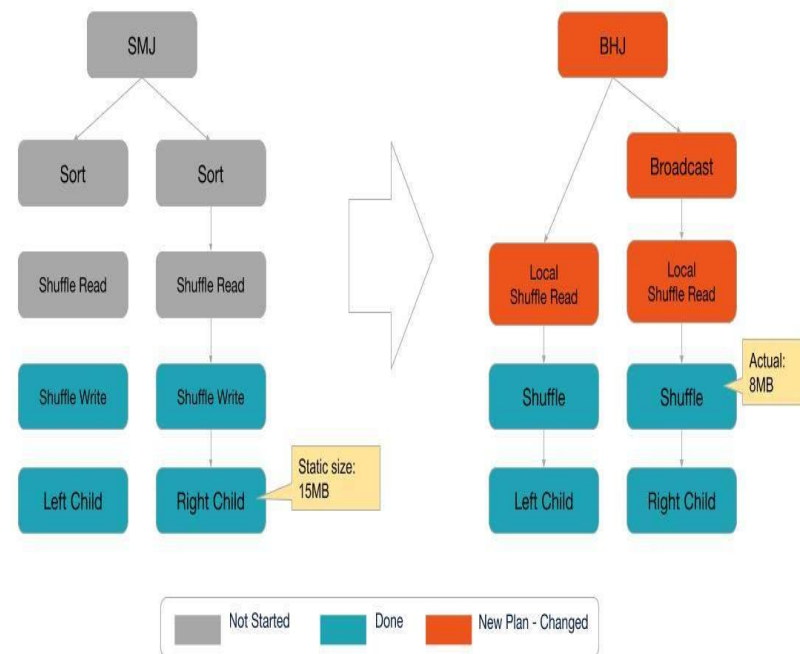 SMJ
BHJ
Sort
Sort
Broadcast
Shuffle Read
Shuffle Read
Local
Shuffle Read
Local
Shuffle Read
Shuffle Write
Shuffle Write
Shuffle
Shuffle
Actual:
8MB
Left Child
Right Child
Static size:
15MB
Left Child
Right Child
Not Started
Done
New Plan - Changed